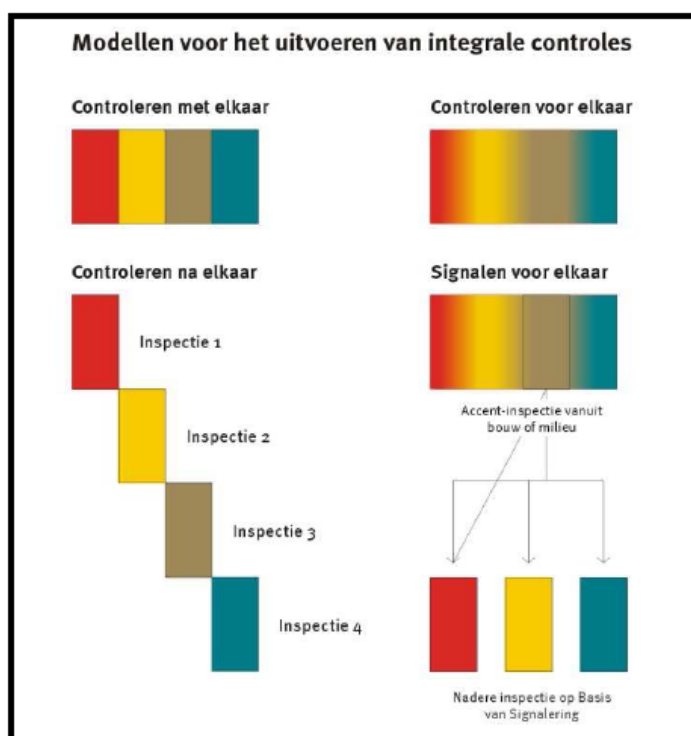 Modellen voor het uitvoeren van integrale controles
Controleren met elkaar
Controleren voor elkaar
Controleren na elkaar
Inspectie 1
Inspectie 2
Inspectie 3
Inspectie 4
Signalen voor elkaar
Accent-inspectie vanuit
bouw of milieu
Nadere inspectie op Basis
van Signalering